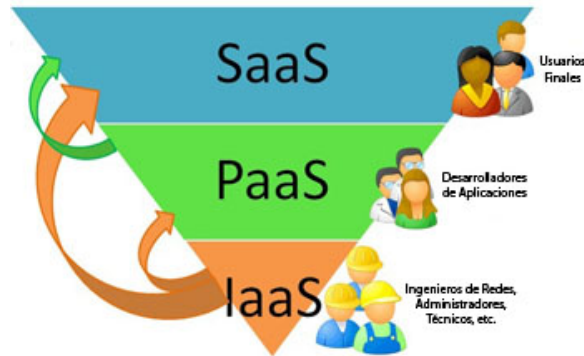 SaaS
Usuarios
Finales
PaaS
Desarrolladores
de Aplicaciones
IaaS
Ingenieros de Redes,
Administradores,
Técnicos, etc.